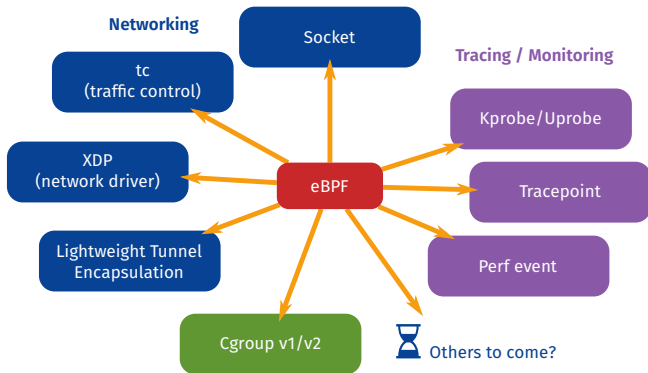 Networking
Socket
tc
(traffic control)
Tracing / Monitoring
Kprobe/Uprobe
XDP
(network driver)
eBPF
Tracepoint
Lightweight Tunnel
Encapsulation
Perf event
Cgroup v1/v2
Others to come?